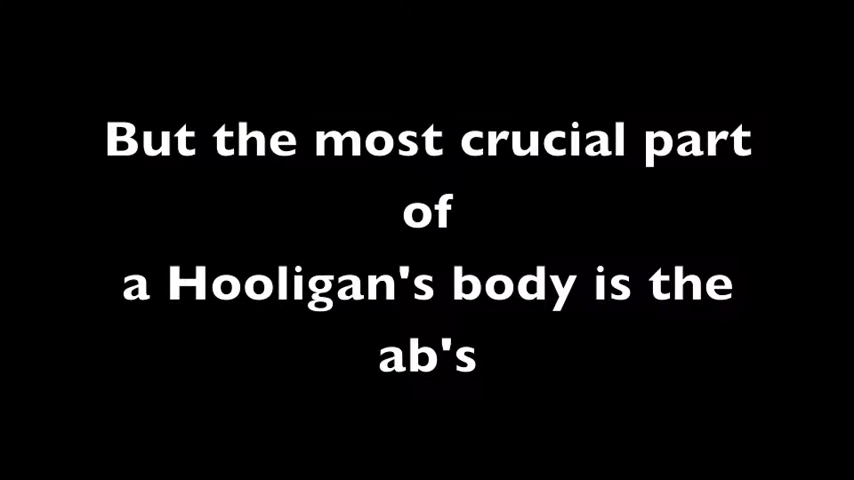 But the most crucial part
of
a Hooligan's body is the
ab's